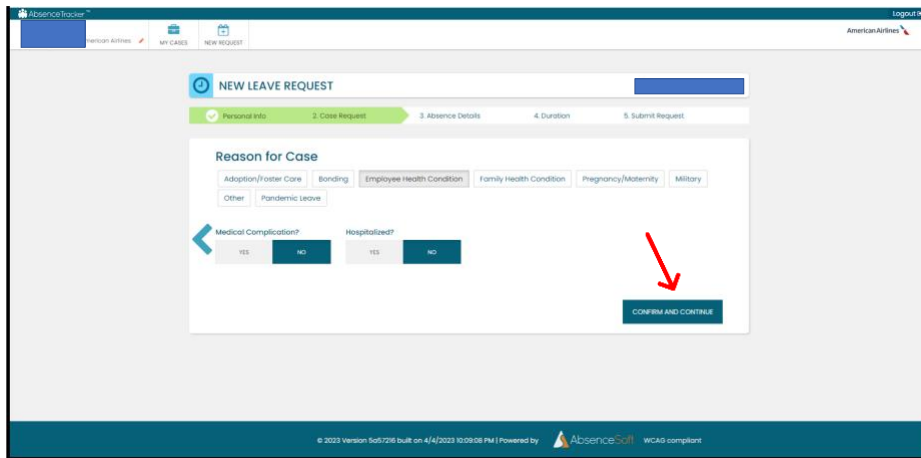 AbsenceTracker™
Logout
American Airlines
MY CASES
NEW REQUEST
American Airlines
NEW LEAVE REQUEST
Personal Info
2. Case Request
3. Absence Details
4. Duration
5. Submit Request
Reason for Case
Adoption/Foster Care
Bonding
Employee Health Condition
Family Health Condition
Pregnancy/Maternity
Military
Other
Pandemic Leave
Medical Complication?
Hospitalized?
YES
NO
YES
NO
CONFIRM AND CONTINUE
© 2023 Version 5a57216 built on 4/4/2023 10:09:08 PM | Powered by
AbsenceSoft
WCAG compliant